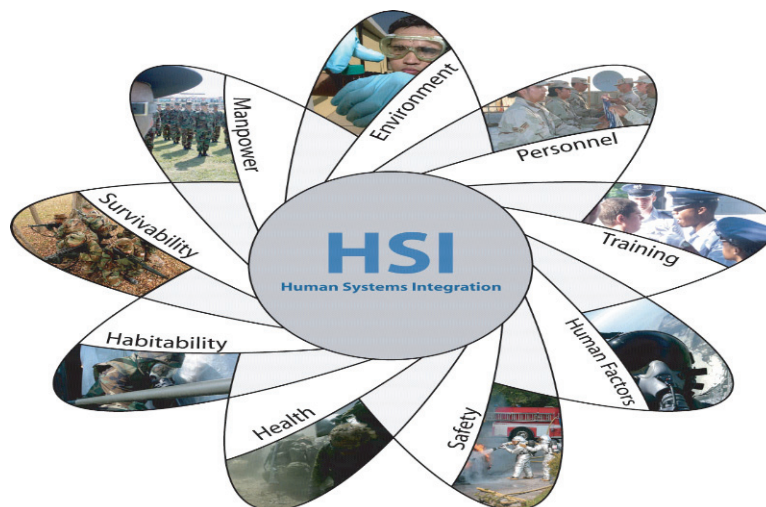 HSI
Human Systems Integration
Environment
Personnel
Training
Human Factors
Safety
Health
Habitability
Survivability
Manpower